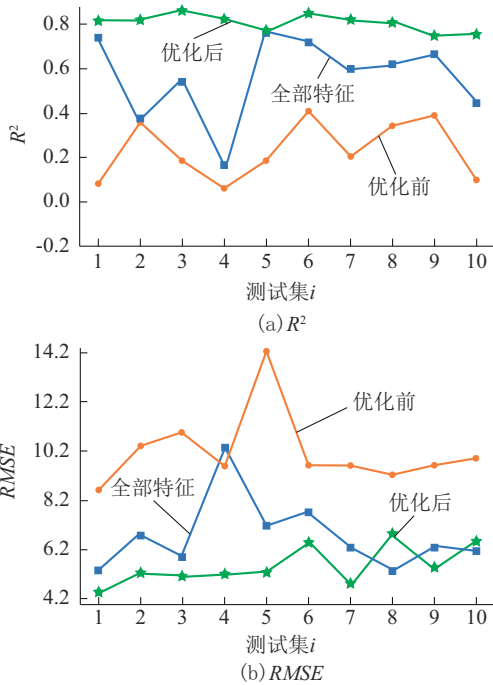 0.8
0.6
0.4
0.2
0.0
-0.2
R²
优化后
全部特征
优化前
1 2 3 4 5 6 7 8 9 10
测试集i
(a) R²
14.2
12.2
10.2
8.2
6.2
4.2
RMSE
优化前
全部特征
优化后
1 2 3 4 5 6 7 8 9 10
测试集i
(b) RMSE